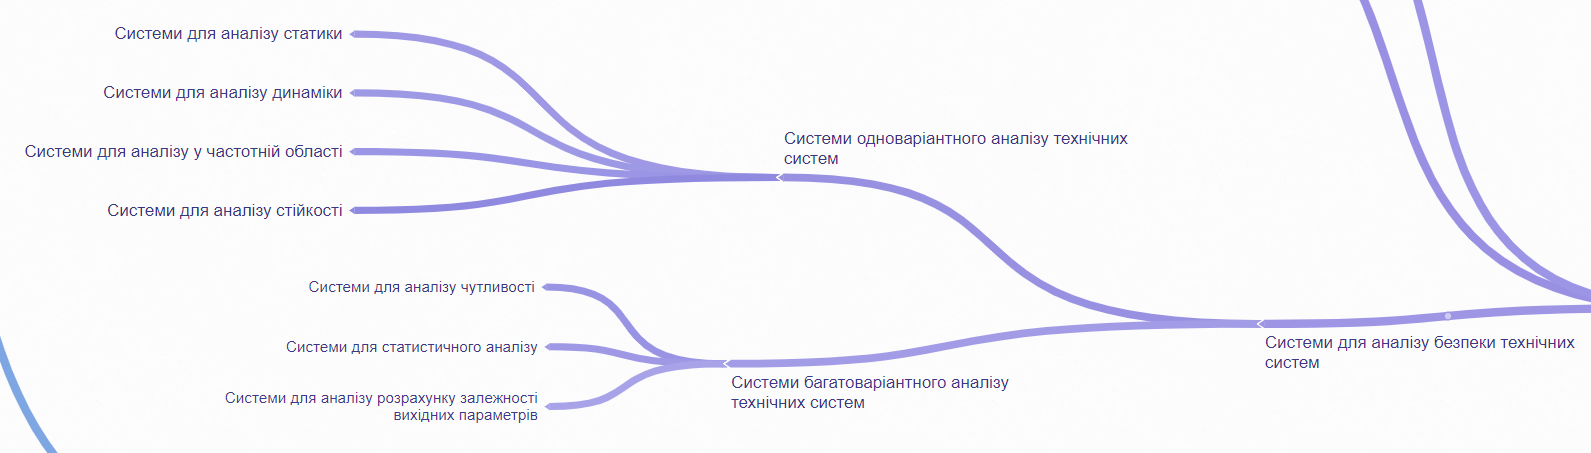 Системи для аналізу статики
Системи для аналізу динаміки
Системи для аналізу у частотній області
Системи для аналізу стійкості
Системи одноваріантного аналізу технічних
систем
Системи для аналізу чутливості
Системи для статистичного аналізу
Системи для аналізу розрахунку залежності
вихідних параметрів
Системи багатоваріантного аналізу
технічних систем
Системи для аналізу безпеки технічних
систем